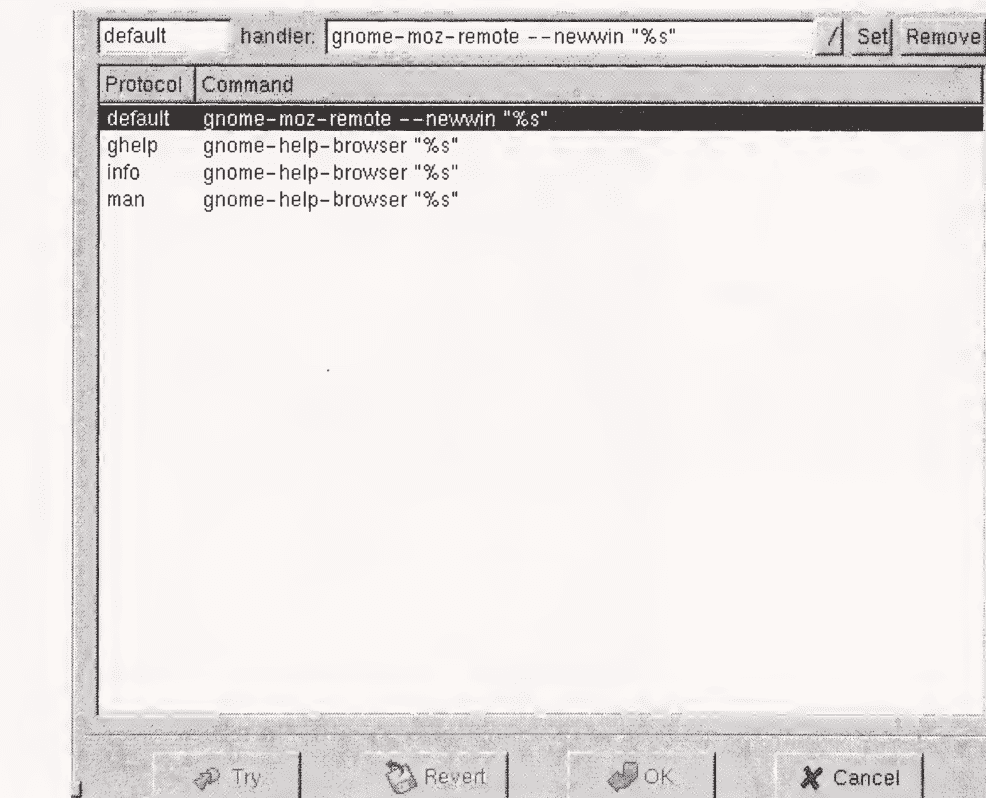 default handler: gnome-moz-remote --newwin "%s" / Set Remove
Protocol Command
default gnome-moz-remote --newwin "%s"
ghelp gnome-help-browser "%s"
info gnome-help-browser "%s"
man gnome-help-browser "%s"
Try Revert OK Cancel